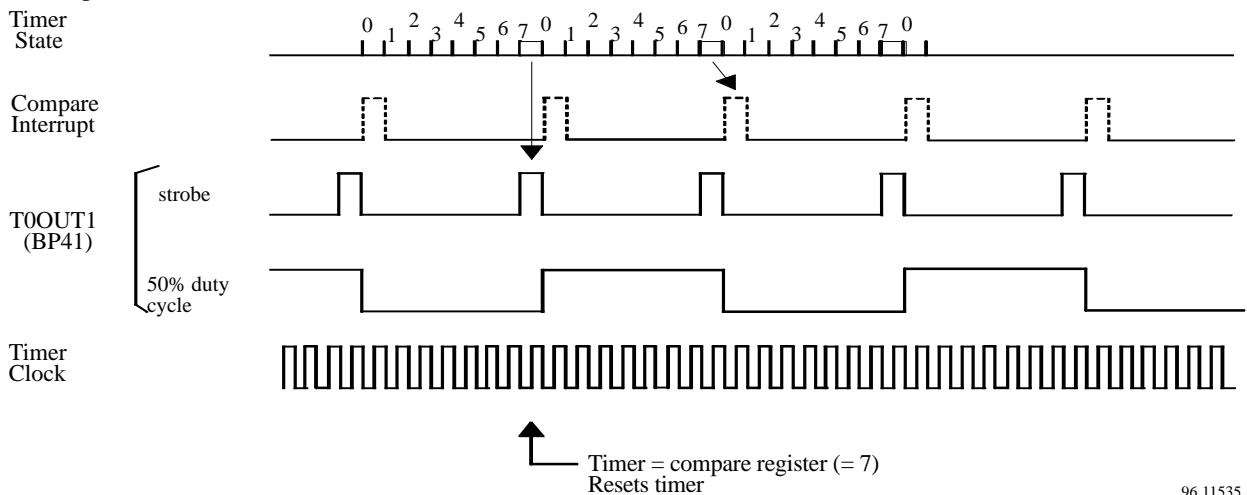 Timer
State
0 1 2 3 4 5 6 7 0 1 2 3 4 5 6 7 0 1 2 3 4 5 6 7 0
Compare
Interrupt
strobe
T0OUT1
(BP41)
50% duty
cycle
Timer
Clock
Timer = compare register (= 7)
Resets timer
96 11535